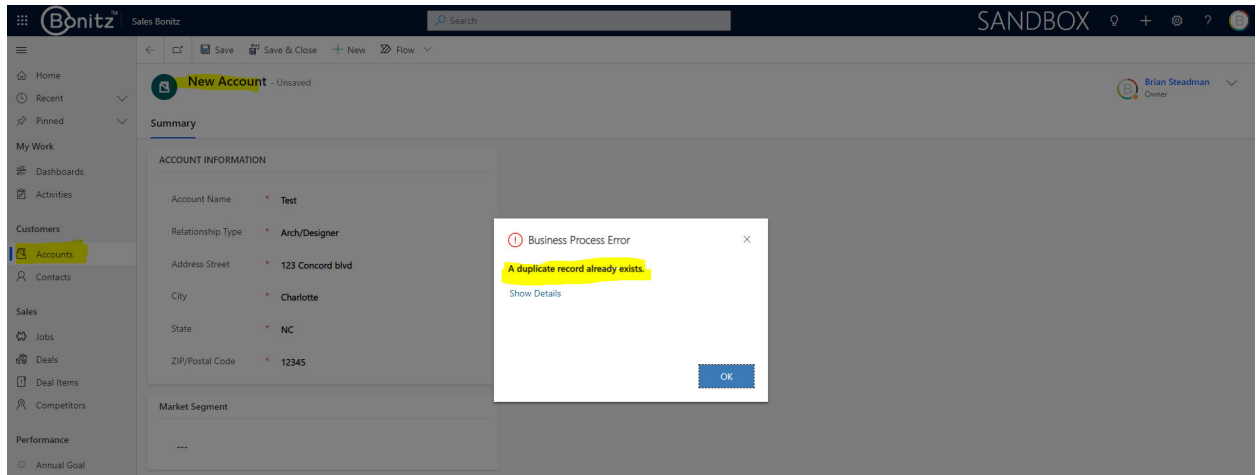 Bonitz™ Sales Bonitz Search SANDBOX + ? B
Save Save & Close + New Flow
Home
Recent
Pinned
My Work
Dashboards
Activities
Customers
Accounts
Contacts
Sales
Jobs
Deals
Deal Items
Competitors
Performance
Annual Goal
New Account - Unsaved
B Brian Steadman
Owner
Summary
ACCOUNT INFORMATION
Account Name * Test
Relationship Type * Arch/Designer
Address Street * 123 Concord blvd
City * Charlotte
State * NC
ZIP/Postal Code * 12345
Market Segment
---
Business Process Error
A duplicate record already exists.
Show Details
OK